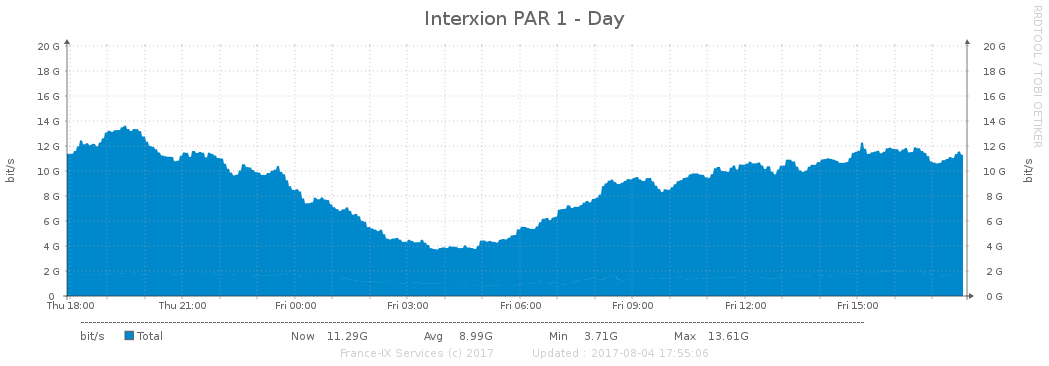 Interxion PAR 1 - Day
RRDTOOL / TOBI OETIKER
bit/s
bit/s
20 G 20 G
18 G 18 G
16 G 16 G
14 G 14 G
12 G 12 G
10 G 10 G
8 G 8 G
6 G 6 G
4 G 4 G
2 G 2 G
0 0 G
Thu 18:00 Thu 21:00 Fri 00:00 Fri 03:00 Fri 06:00 Fri 09:00 Fri 12:00 Fri 15:00
bit/s Total Now 11.29G Avg 8.99G Min 3.71G Max 13.61G
France-IX Services (c) 2017 Updated : 2017-08-04 17:55:06